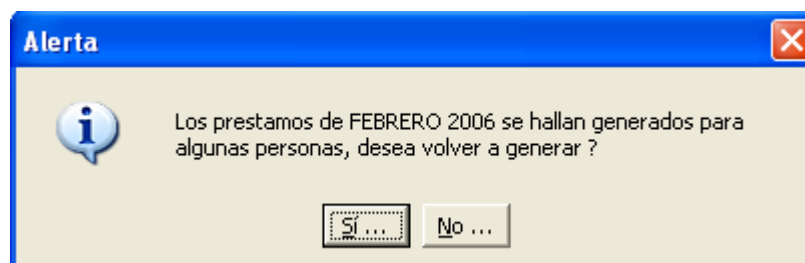 Alerta
Los prestamos de FEBRERO 2006 se hallan generados para
algunas personas, desea volver a generar ?
Sí ...
No ...